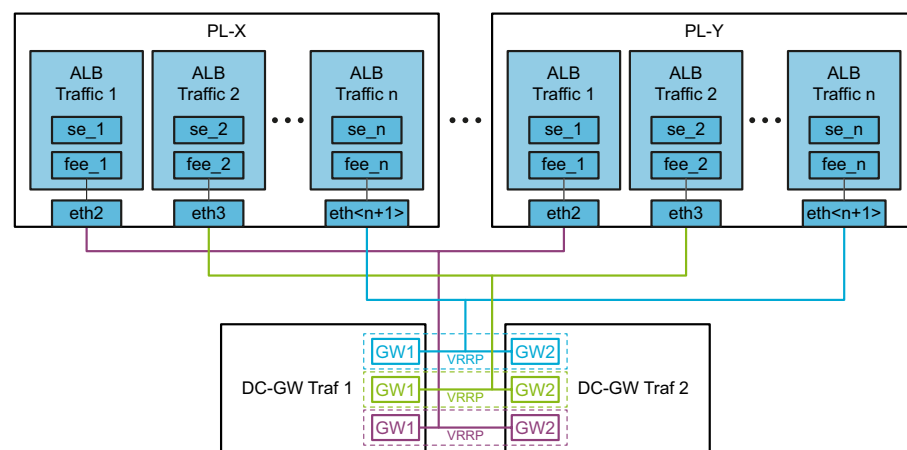 PL-X
PL-Y
ALB
Traffic 1
ALB
Traffic 2
ALB
Traffic n
ALB
Traffic 1
ALB
Traffic 2
ALB
Traffic n
se_1
se_2
se_n
se_1
se_2
se_n
fee_1
fee_2
fee_n
fee_1
fee_2
fee_n
eth2
eth3
eth<n+1>
eth2
eth3
eth<n+1>
GW1
VRRP
GW2
DC-GW Traf 1
GW1
VRRP
GW2
DC-GW Traf 2
GW1
VRRP
GW2